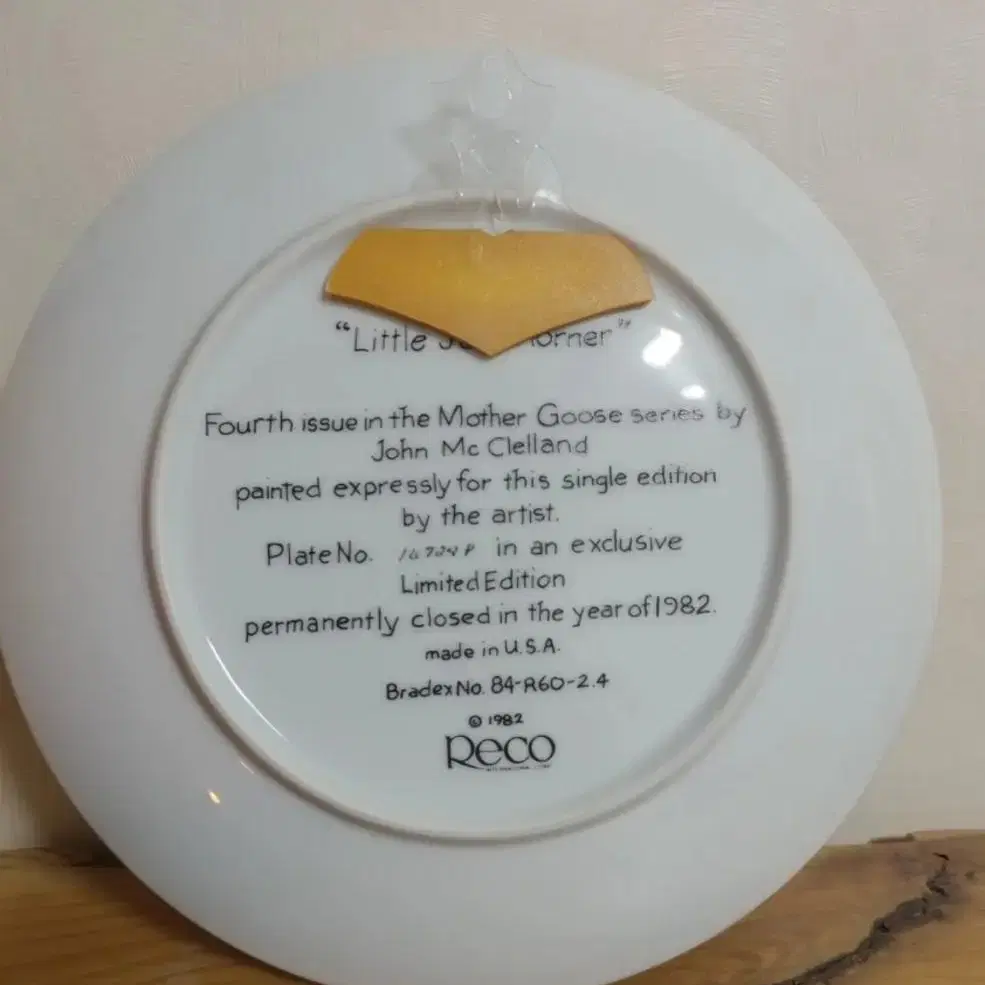 "Little orner"
Fourth issue in the Mother Goose series by
John Mc Clelland
painted expressly for this single edition
by the artist.
Plate No. in an exclusive
Limited Edition
permanently closed in the year of 1982.
made in U.S.A.
Bradex No. 84-R60-2.4
© 1982
Reco